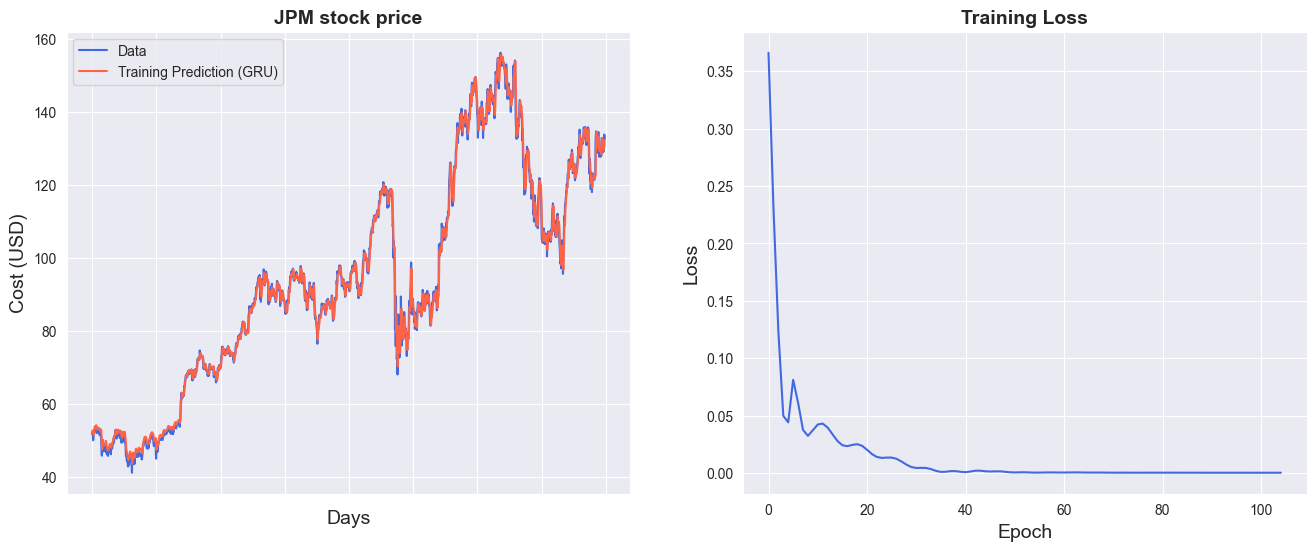 JPM stock price
Data
Training Prediction (GRU)
160
140
120
100
80
60
40
Cost (USD)
Days
Training Loss
0.35
0.30
0.25
0.20
0.15
0.10
0.05
0.00
Loss
0 20 40 60 80 100
Epoch